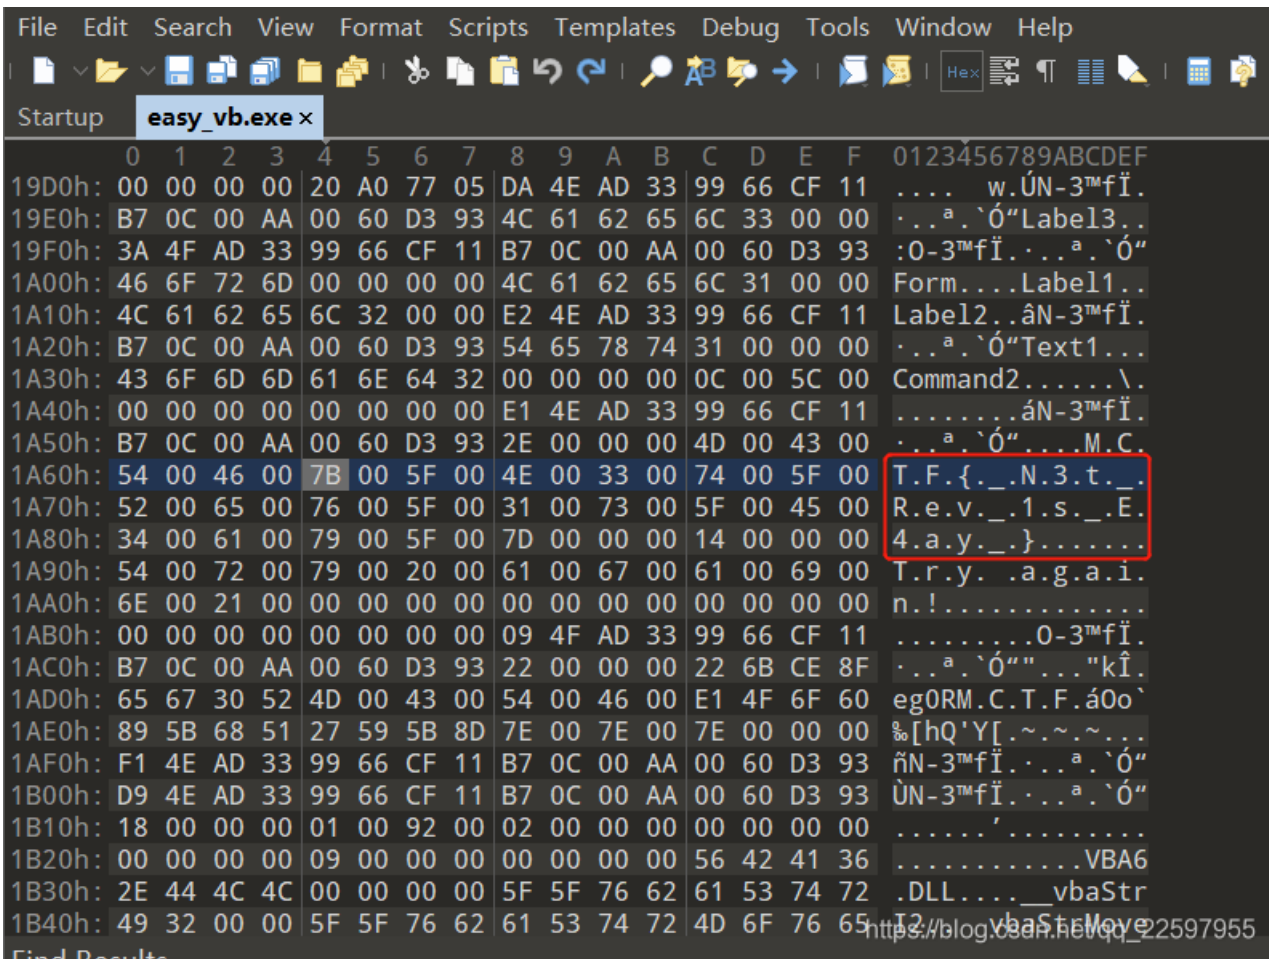 File Edit Search View Format Scripts Templates Debug Tools Window Help
Hex
Startup easy_vb.exe ×
0 1 2 3 4 5 6 7 8 9 A B C D E F 0123456789ABCDEF
19D0h: 00 00 00 00 20 A0 77 05 DA 4E AD 33 99 66 CF 11 .... w.ÚN-3™fÏ.
19E0h: B7 0C 00 AA 00 60 D3 93 4C 61 62 65 6C 33 00 00 ·..ª.`Ó“Label3..
19F0h: 3A 4F AD 33 99 66 CF 11 B7 0C 00 AA 00 60 D3 93 :O-3™fÏ.·..ª.`Ó“
1A00h: 46 6F 72 6D 00 00 00 00 4C 61 62 65 6C 31 00 00 Form....Label1..
1A10h: 4C 61 62 65 6C 32 00 00 E2 4E AD 33 99 66 CF 11 Label2..âN-3™fÏ.
1A20h: B7 0C 00 AA 00 60 D3 93 54 65 78 74 31 00 00 00 ·..ª.`Ó“Text1...
1A30h: 43 6F 6D 6D 61 6E 64 32 00 00 00 00 0C 00 5C 00 Command2......\.
1A40h: 00 00 00 00 00 00 00 00 E1 4E AD 33 99 66 CF 11 ........áN-3™fÏ.
1A50h: B7 0C 00 AA 00 60 D3 93 2E 00 00 00 4D 00 43 00 ·..ª.`Ó“....M.C.
1A60h: 54 00 46 00 7B 00 5F 00 4E 00 33 00 74 00 5F 00 T.F.{._.N.3.t._.
1A70h: 52 00 65 00 76 00 5F 00 31 00 73 00 5F 00 45 00 R.e.v._.1.s._.E.
1A80h: 34 00 61 00 79 00 5F 00 7D 00 00 00 14 00 00 00 4.a.y._.}.......
1A90h: 54 00 72 00 79 00 20 00 61 00 67 00 61 00 69 00 T.r.y. .a.g.a.i.
1AA0h: 6E 00 21 00 00 00 00 00 00 00 00 00 00 00 00 00 n.!.............
1AB0h: 00 00 00 00 00 00 00 00 09 4F AD 33 99 66 CF 11 .........O-3™fÏ.
1AC0h: B7 0C 00 AA 00 60 D3 93 22 00 00 00 22 6B CE 8F ·..ª.`Ó“"..."kÎ.
1AD0h: 65 67 30 52 4D 00 43 00 54 00 46 00 E1 4F 6F 60 eg0RM.C.T.F.áOo`
1AE0h: 89 5B 68 51 27 59 5B 8D 7E 00 7E 00 7E 00 00 00 ‰[hQ'Y[.~.~.~...
1AF0h: F1 4E AD 33 99 66 CF 11 B7 0C 00 AA 00 60 D3 93 ñN-3™fÏ.·..ª.`Ó“
1B00h: D9 4E AD 33 99 66 CF 11 B7 0C 00 AA 00 60 D3 93 ÙN-3™fÏ.·..ª.`Ó“
1B10h: 18 00 00 00 01 00 92 00 02 00 00 00 00 00 00 00 ......’.........
1B20h: 00 00 00 00 09 00 00 00 00 00 00 00 56 42 41 36 ............VBA6
1B30h: 2E 44 4C 4C 00 00 00 00 5F 5F 76 62 61 53 74 72 .DLL....__vbaStr
1B40h: 49 32 00 00 5F 5F 76 62 61 53 74 72 4D 6F 76 65 I2..__vbaStrMove
https://blog.csdn.net/qq_22597955
Find Results